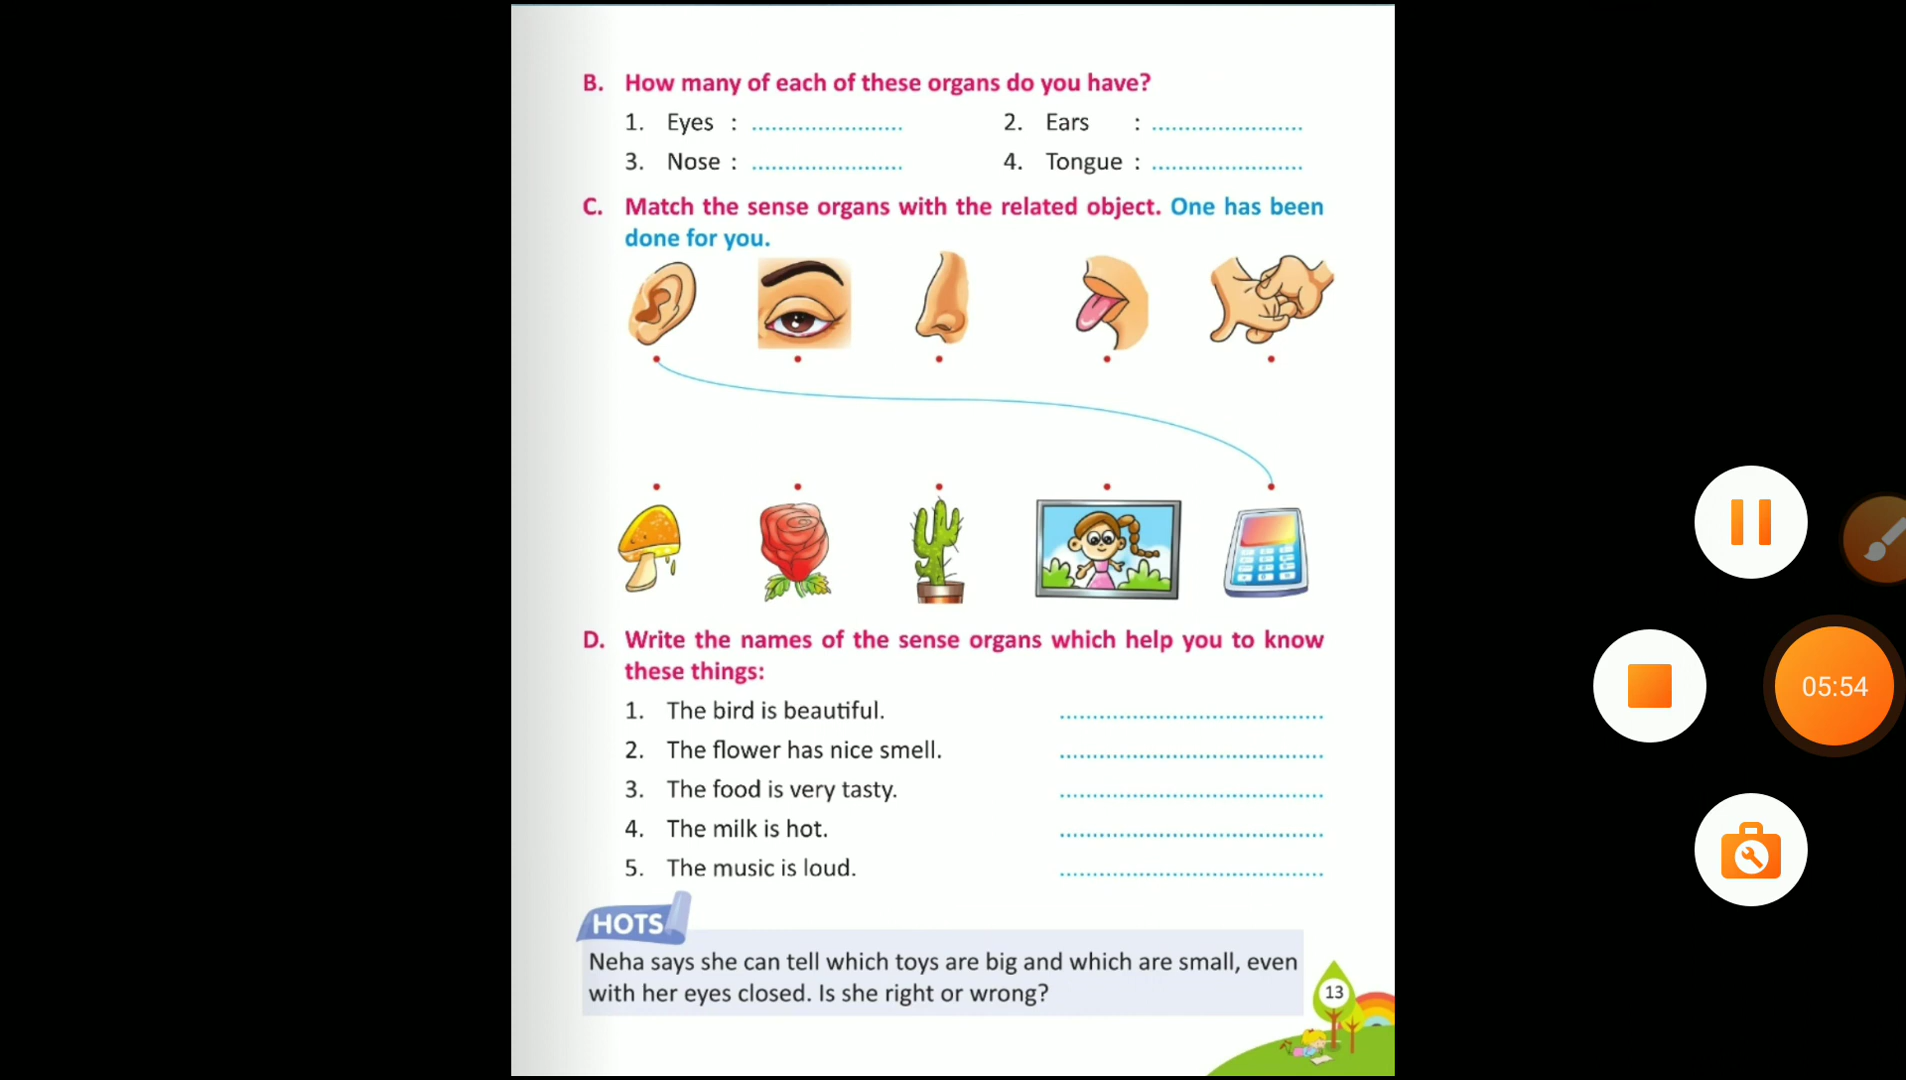 B. How many of each of these organs do you have?
1. Eyes : ....................... 2. Ears : .......................
3. Nose : ....................... 4. Tongue : .......................
C. Match the sense organs with the related object. One has been
done for you.
D. Write the names of the sense organs which help you to know
these things:
1. The bird is beautiful. ........................................
2. The flower has nice smell. ........................................
3. The food is very tasty. ........................................
4. The milk is hot. ........................................
5. The music is loud. ........................................
HOTS
Neha says she can tell which toys are big and which are small, even
with her eyes closed. Is she right or wrong?
13
05:54